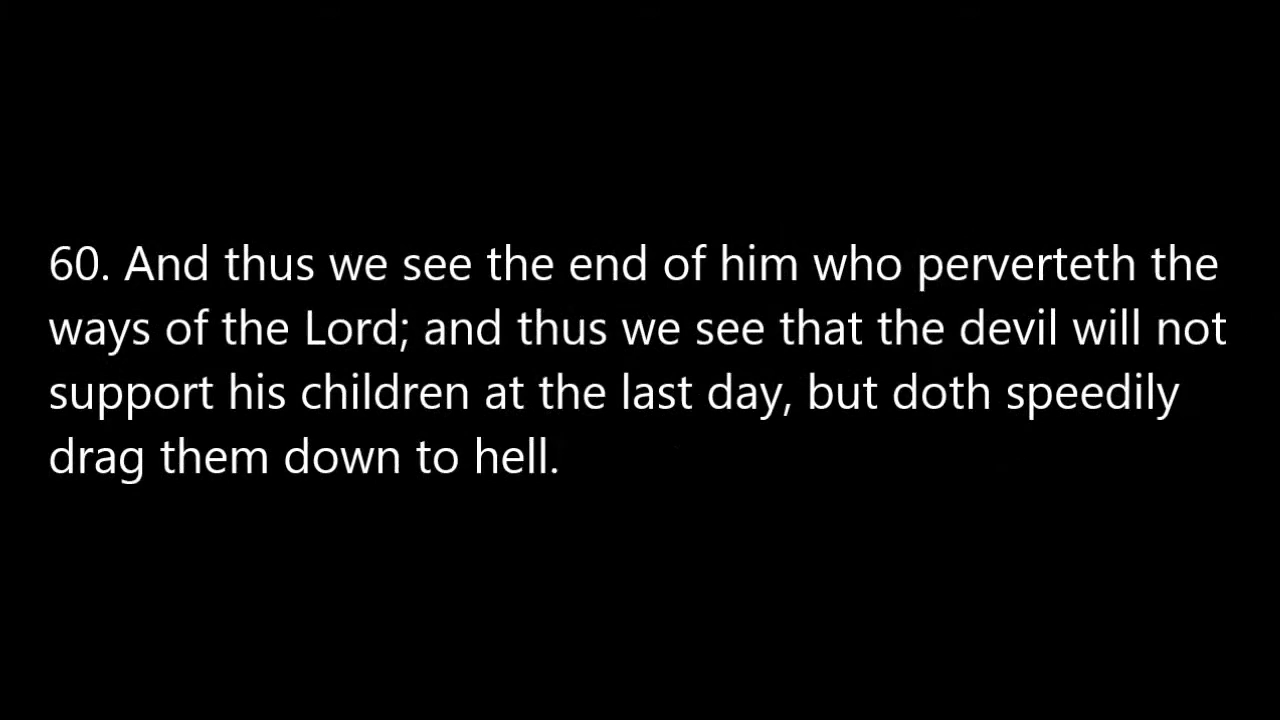 60. And thus we see the end of him who perverteth the
ways of the Lord; and thus we see that the devil will not
support his children at the last day, but doth speedily
drag them down to hell.